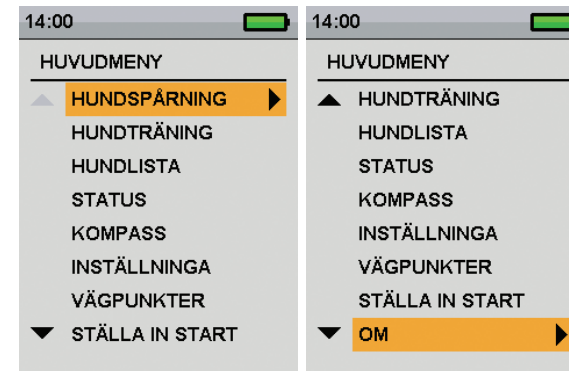 14:00
HUVUDMENY
HUNDSPÅRNING
HUNDTRÄNING
HUNDLISTA
STATUS
KOMPASS
INSTÄLLNINGA
VÄGPUNKTER
STÄLLA IN START
14:00
HUVUDMENY
HUNDTRÄNING
HUNDLISTA
STATUS
KOMPASS
INSTÄLLNINGA
VÄGPUNKTER
STÄLLA IN START
OM